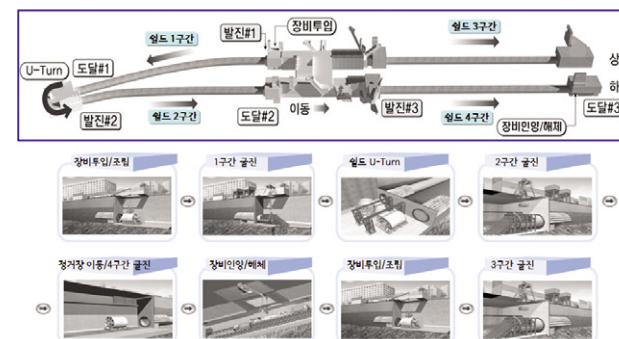 쉴드 1구간
발진#1
장비투입
쉴드 3구간
U-Turn
도달#1
상
하
발진#2
쉴드 2구간
도달#2
이동
발진#3
쉴드 4구간
장비인양/해체
도달#3
장비투입/조립
1구간 굴진
쉴드 U-Turn
2구간 굴진
정거장 이동/4구간 굴진
장비인양/해체
장비투입/조립
3구간 굴진